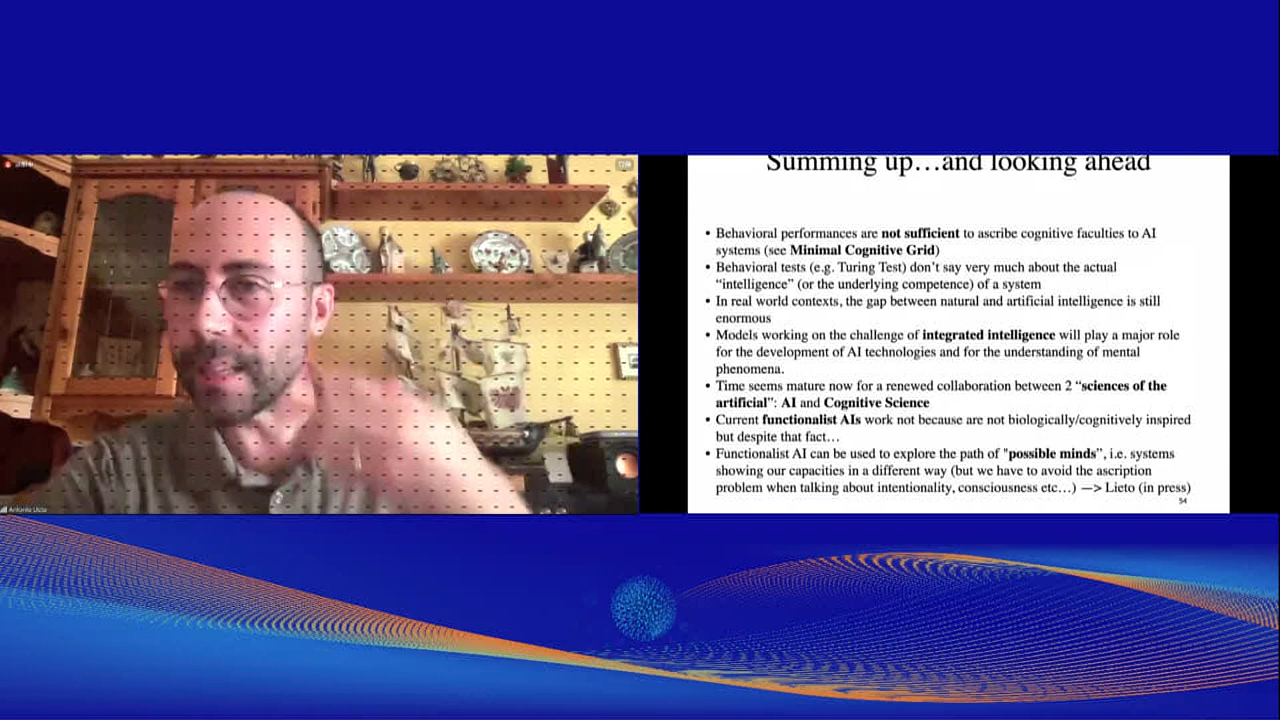 Summing up…and looking ahead
• Behavioral performances are not sufficient to ascribe cognitive faculties to AI
systems (see Minimal Cognitive Grid)
• Behavioral tests (e.g. Turing Test) don't say very much about the actual
“intelligence” (or the underlying competence) of a system
• In real world contexts, the gap between natural and artificial intelligence is still
enormous
• Models working on the challenge of integrated intelligence will play a major role
for the development of AI technologies and for the understanding of mental
phenomena.
• Time seems mature now for a renewed collaboration between 2 “sciences of the
artificial”: AI and Cognitive Science
• Current functionalist AIs work not because are not biologically/cognitively inspired
but despite that fact…
• Functionalist AI can be used to explore the path of "possible minds”, i.e. systems
showing our capacities in a different way (but we have to avoid the ascription
problem when talking about intentionality, consciousness etc…) —> Lieto (in press)
54
Antonio